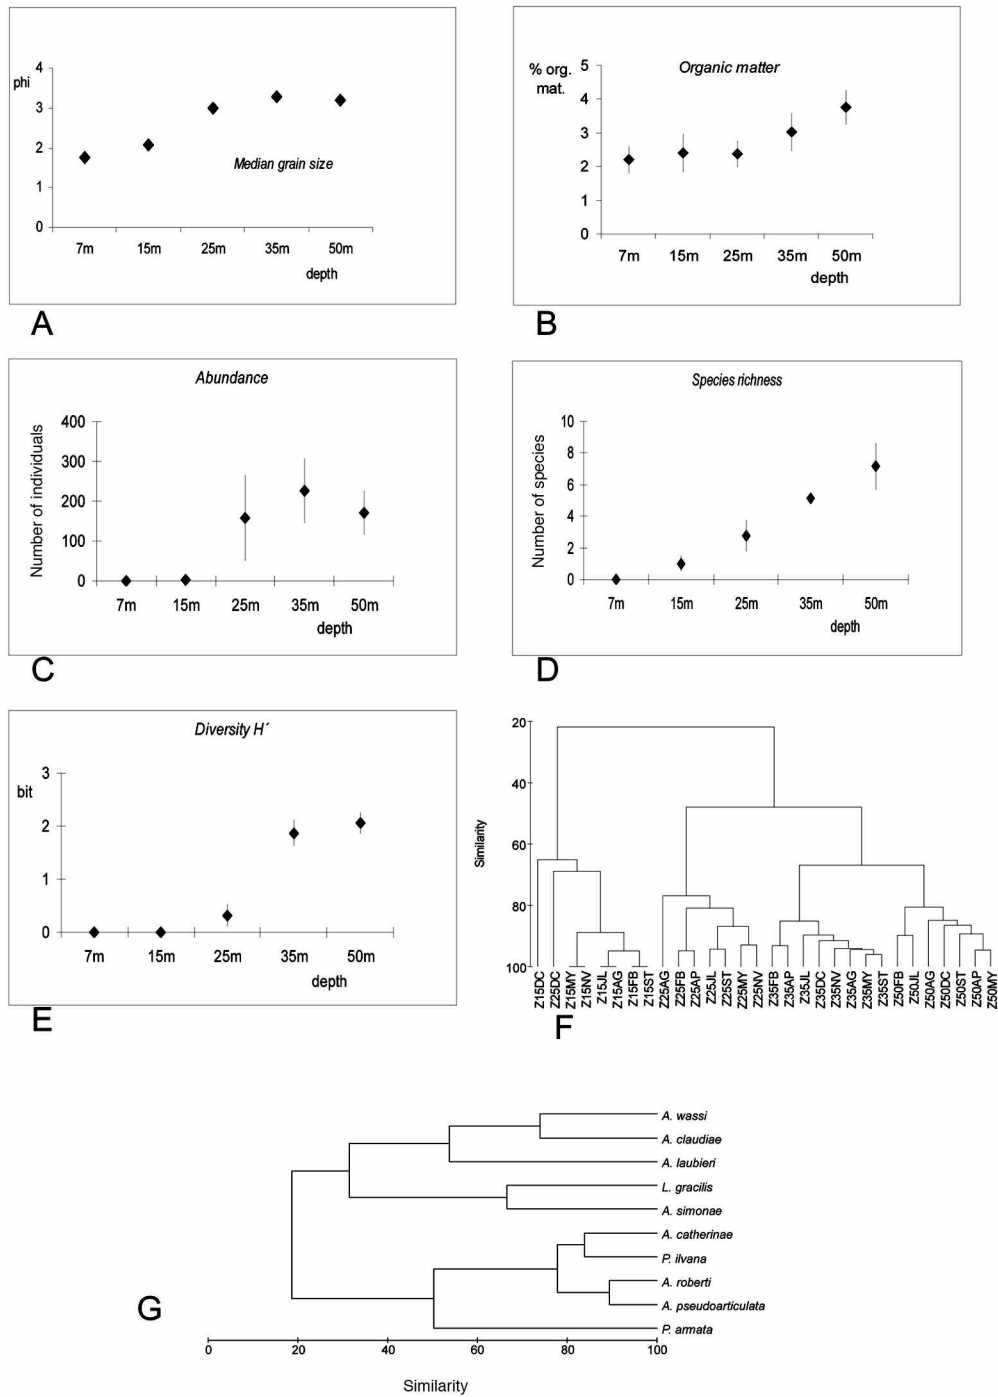 4
phi
3
2
Median grain size
1
0
7m 15m 25m 35m 50m
depth
A
5
% org.
mat.
Organic matter
4
3
2
1
0
7m 15m 25m 35m 50m
depth
B
Abundance
Number of individuals
400
300
200
100
0
7m 15m 25m 35m 50m
depth
C
Species richness
Number of species
10
8
6
4
2
0
7m 15m 25m 35m 50m
depth
D
Diversity H´
3
bit
2
1
0
7m 15m 25m 35m 50m
depth
E
20
40
60
80
100
Similarity
Z15DC
Z25DC
Z15MY
Z15NV
Z15JL
Z15AG
Z15FB
Z15ST
Z25AG
Z25FB
Z25AP
Z25JL
Z25ST
Z25MY
Z25NV
Z35FB
Z35AP
Z35JL
Z35DC
Z35NV
Z35AG
Z35MY
Z35ST
Z50FB
Z50JL
Z50AG
Z50DC
Z50ST
Z50AP
Z50MY
F
A. wassi
A. claudiae
A. laubieri
L. gracilis
A. simonae
A. catherinae
P. ilvana
A. roberti
A. pseudoarticulata
P. armata
G
0 20 40 60 80 100
Similarity